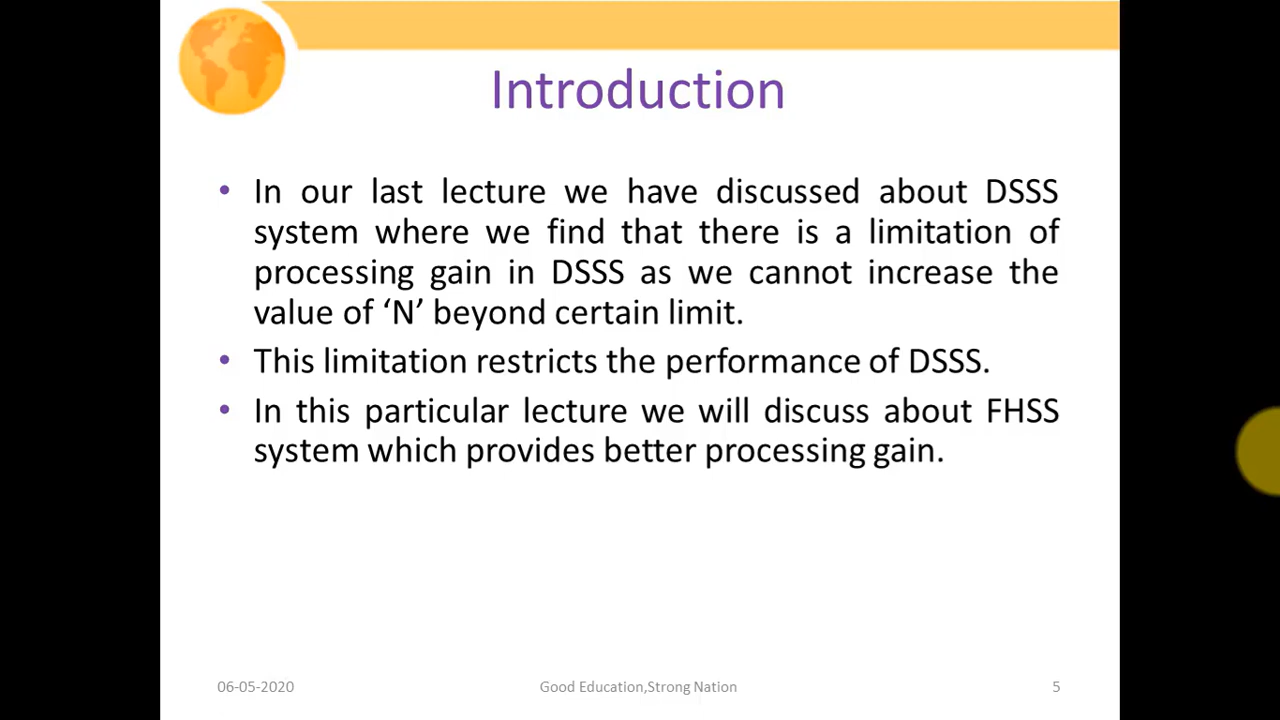 Introduction
• In our last lecture we have discussed about DSSS
system where we find that there is a limitation of
processing gain in DSSS as we cannot increase the
value of ‘N’ beyond certain limit.
• This limitation restricts the performance of DSSS.
• In this particular lecture we will discuss about FHSS
system which provides better processing gain.
06-05-2020 Good Education,Strong Nation 5